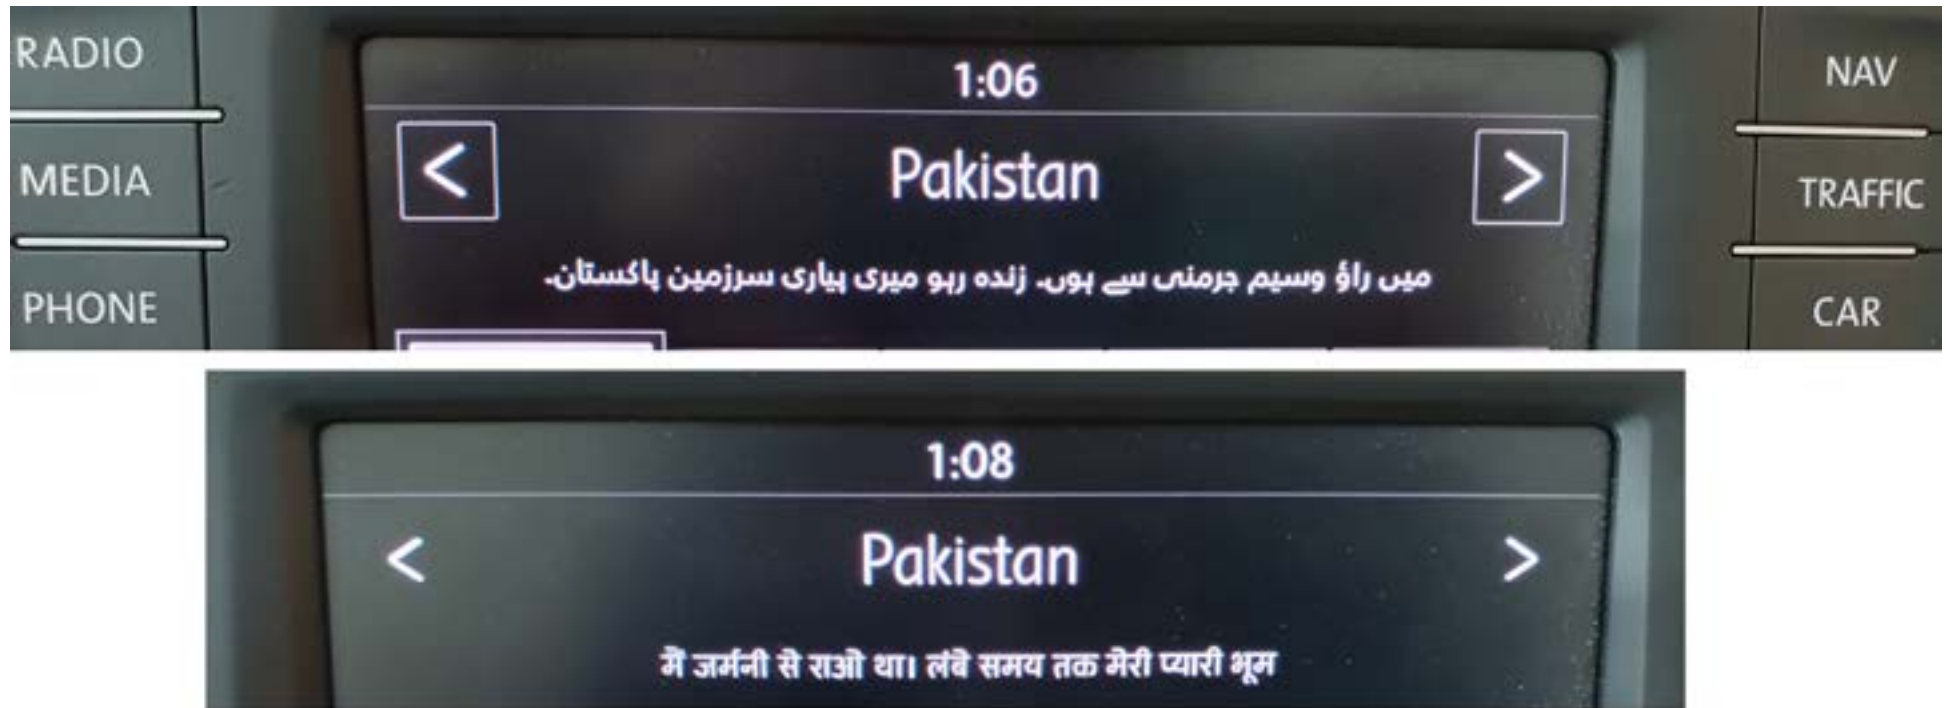 RADIO
MEDIA
PHONE
1:06
< Pakistan >
میں راؤ وسیم جرمنی سے ہوں۔ زندہ رہو میری پیاری سرزمین پاکستان۔
NAV
TRAFFIC
CAR
1:08
< Pakistan >
में जर्मनी से राओ था। लंबे समय तक मेरी प्यारी भूम